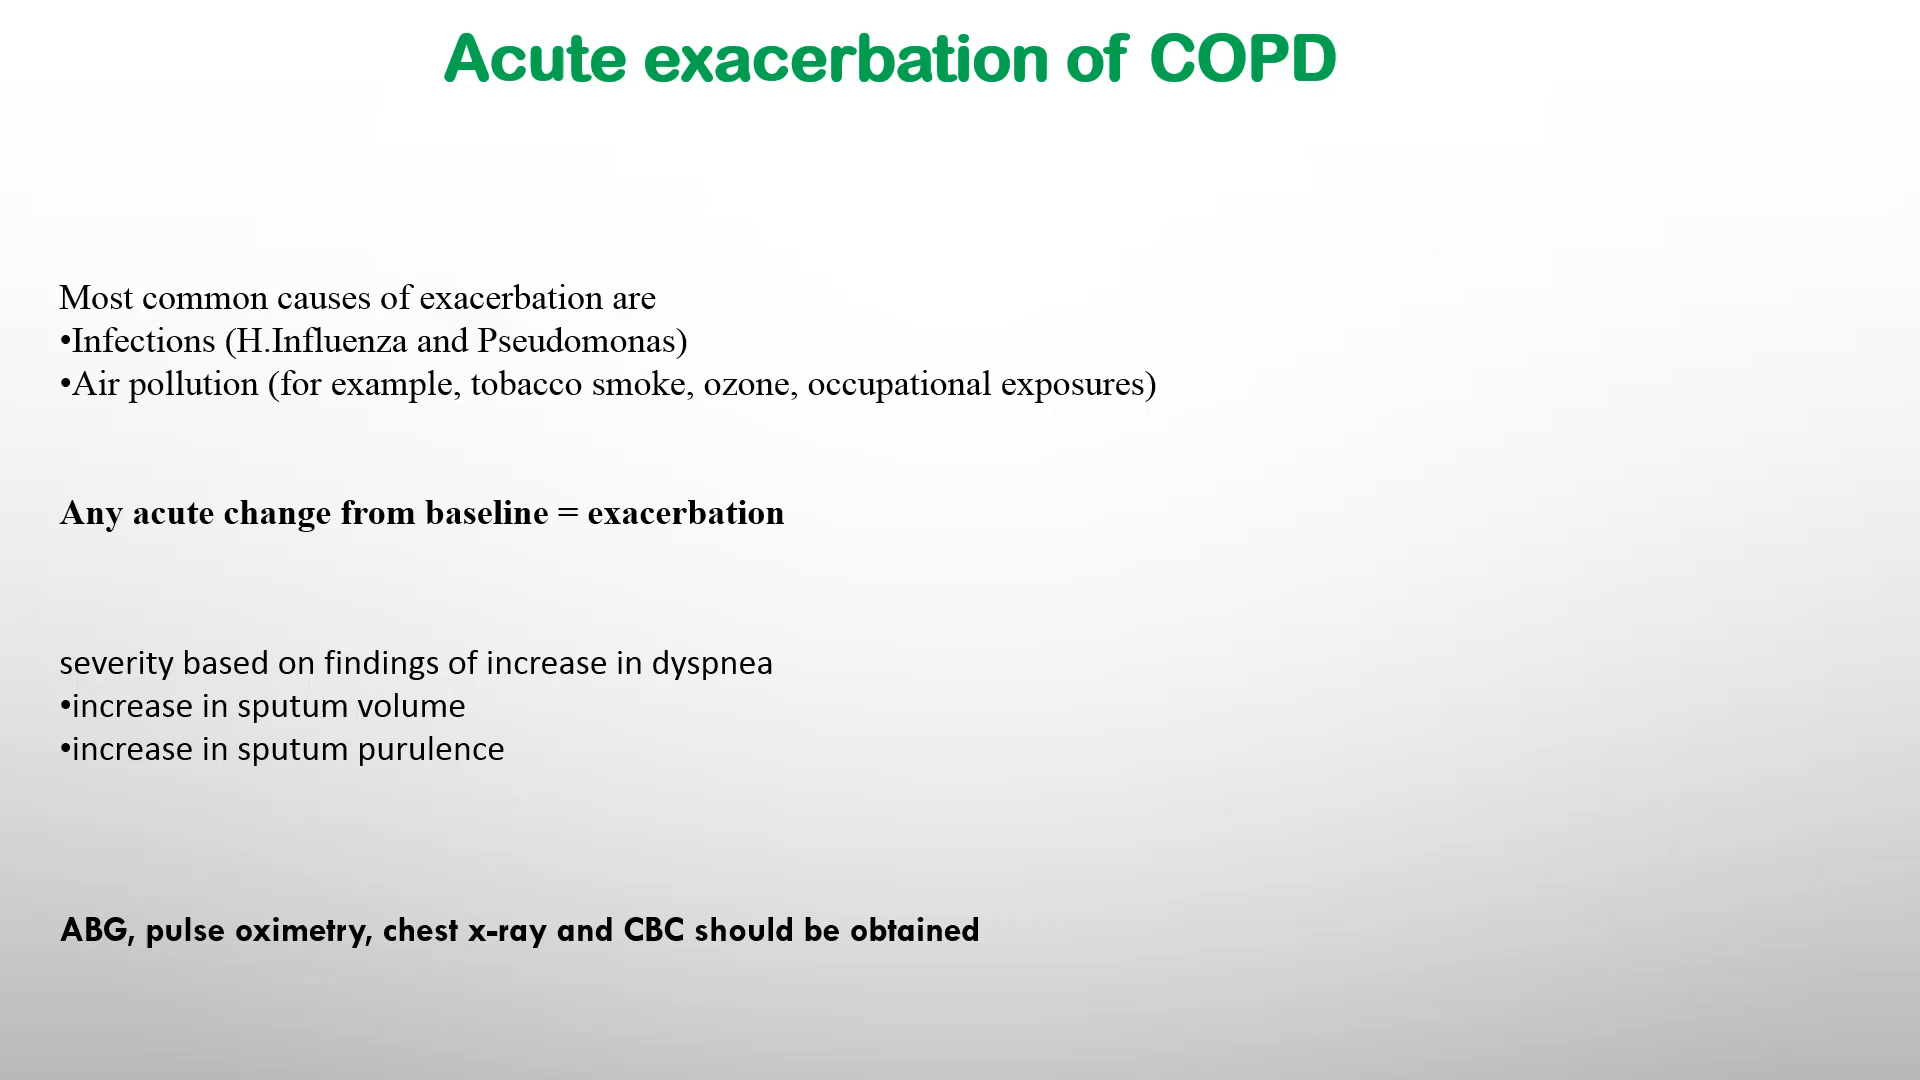 Acute exacerbation of COPD
Most common causes of exacerbation are
•Infections (H.Influenza and Pseudomonas)
•Air pollution (for example, tobacco smoke, ozone, occupational exposures)
Any acute change from baseline = exacerbation
severity based on findings of increase in dyspnea
•increase in sputum volume
•increase in sputum purulence
ABG, pulse oximetry, chest x-ray and CBC should be obtained